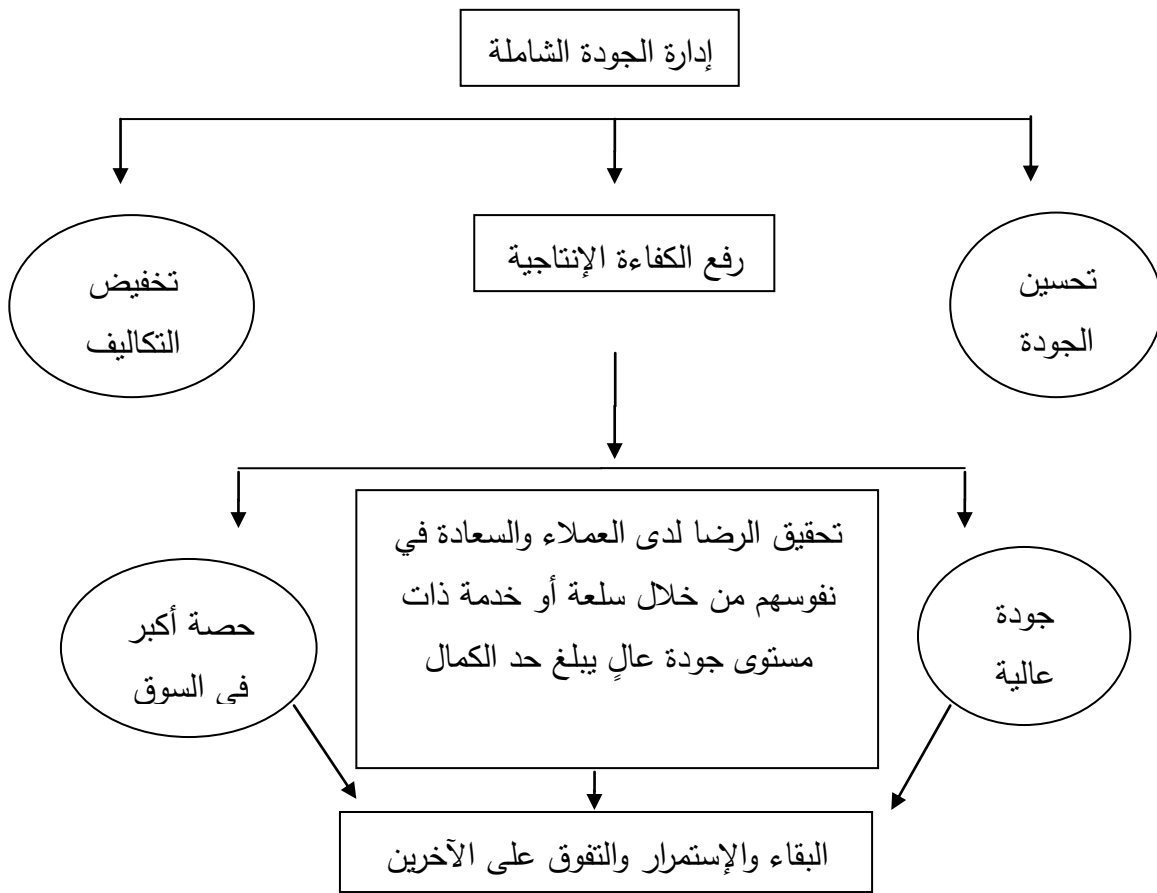 إدارة الجودة الشاملة
تحسين
الجودة
رفع الكفاءة الإنتاجية
تخفيض
التكاليف
جودة
عالية
تحقيق الرضا لدى العملاء والسعادة في
نفوسهم من خلال سلعة أو خدمة ذات
مستوى جودة عالٍ يبلغ حد الكمال
حصة أكبر
في السوق
البقاء والإستمرار والتفوق على الآخرين